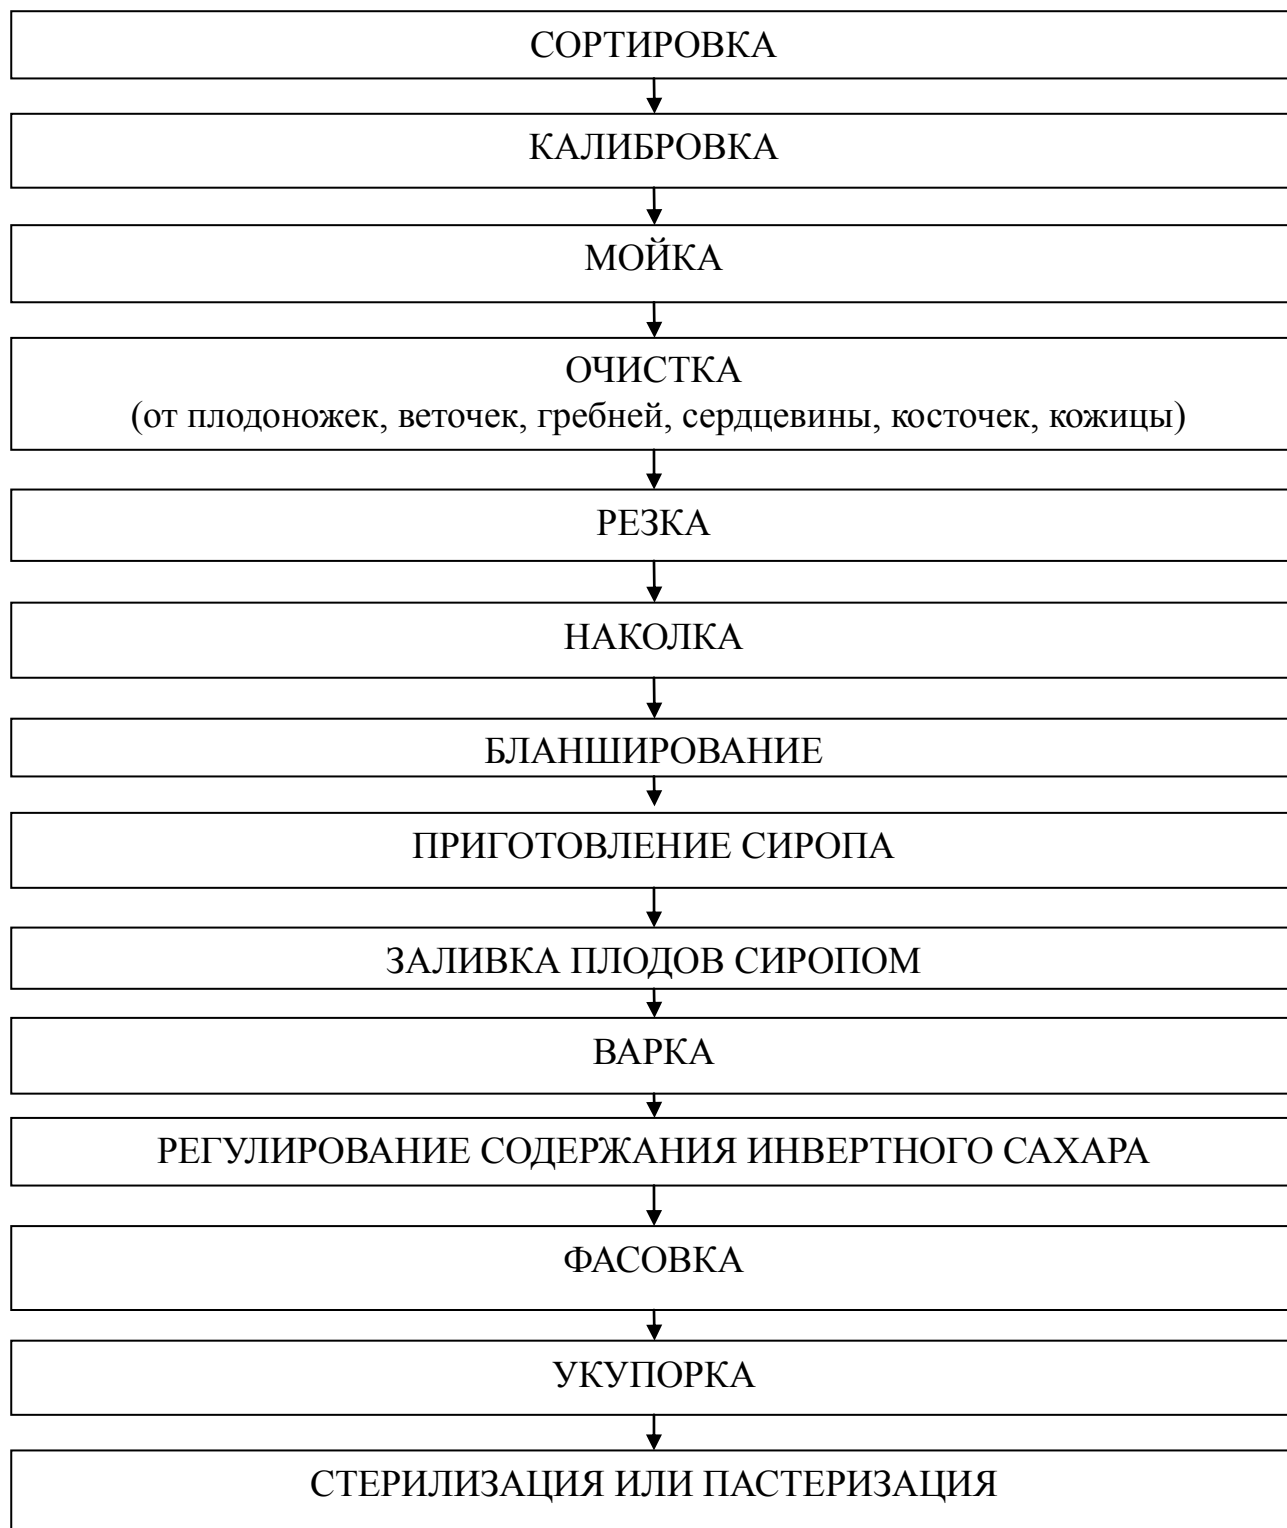 СОРТИРОВКА
КАЛИБРОВКА
МОЙКА
ОЧИСТКА
(от плодоножек, веточек, гребней, сердцевины, косточек, кожицы)
РЕЗКА
НАКОЛКА
БЛАНШИРОВАНИЕ
ПРИГОТОВЛЕНИЕ СИРОПА
ЗАЛИВКА ПЛОДОВ СИРОПОМ
ВАРКА
РЕГУЛИРОВАНИЕ СОДЕРЖАНИЯ ИНВЕРТНОГО САХАРА
ФАСОВКА
УКУПОРКА
СТЕРИЛИЗАЦИЯ ИЛИ ПАСТЕРИЗАЦИЯ